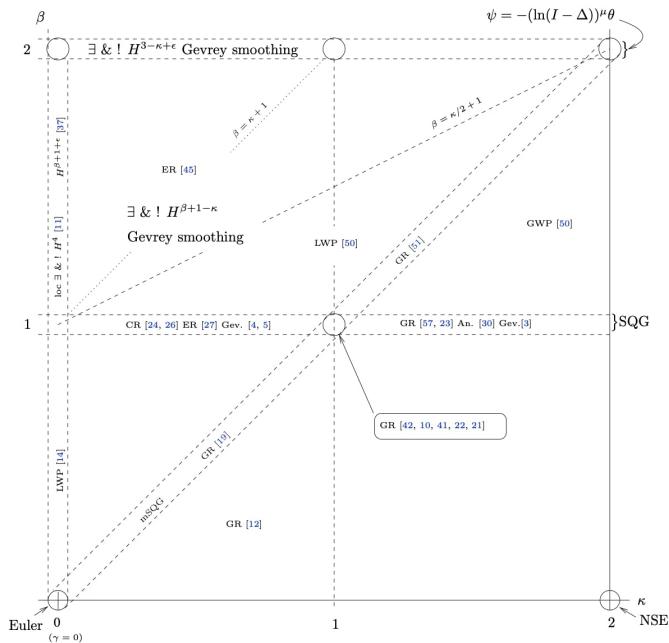 β
ψ = −(ln(I − Δ))^μ θ
2
∃ & ! H^{3−κ+ϵ} Gevrey smoothing
}
β = κ + 1
β = κ/2 + 1
H^{β+1+ϵ} [37]
ER [45]
∃ & ! H^{β+1−κ}
Gevrey smoothing
loc ∃ & ! H^4 [11]
LWP [50]
GWP [50]
GR [51]
1
CR [24, 26] ER [27] Gev. [4, 5]
GR [57, 23] An. [30] Gev.[3]
}SQG
GR [42, 10, 41, 22, 21]
GR [19]
LWP [14]
mSQG
GR [12]
κ
Euler
0
1
2
NSE
(γ = 0)